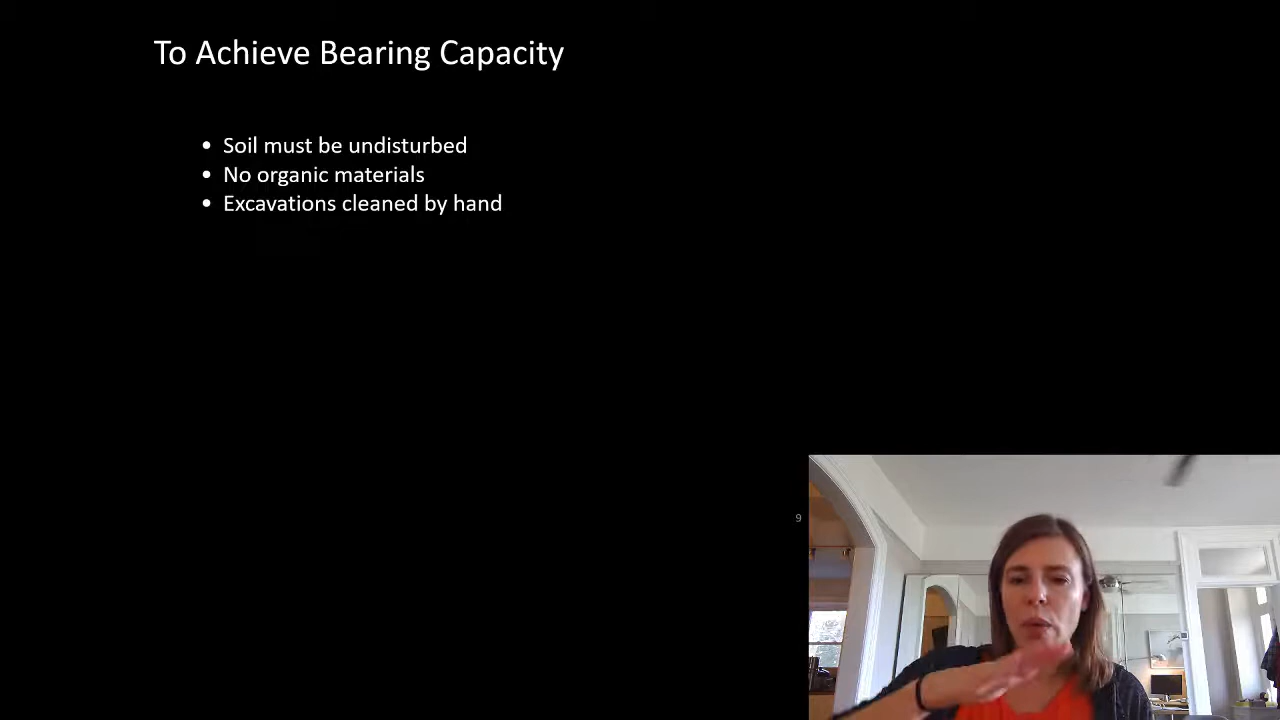 To Achieve Bearing Capacity
• Soil must be undisturbed
• No organic materials
• Excavations cleaned by hand
9